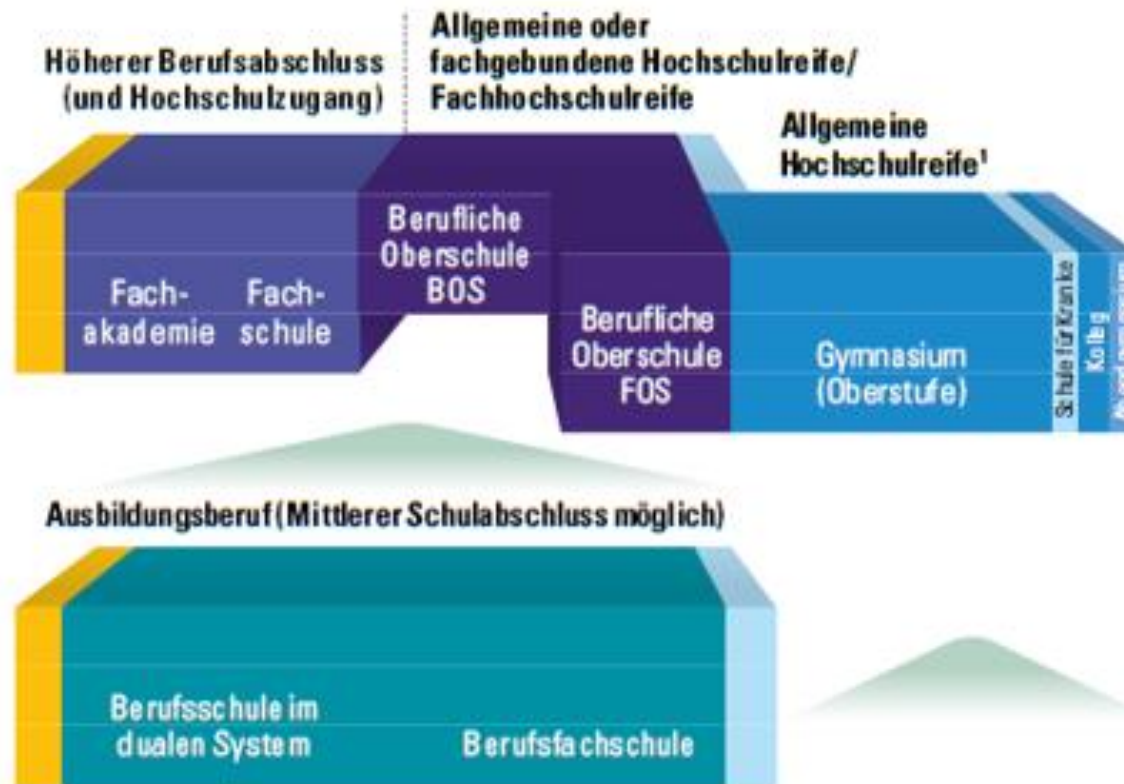 Höherer Berufsabschluss
(und Hochschulzugang)
Allgemeine oder
fachgebundene Hochschulreife/
Fachhochschulreife
Allgemeine
Hochschulreife¹
Fach-
akademie
Fach-
schule
Berufliche
Oberschule
BOS
Berufliche
Oberschule
FOS
Gymnasium
(Oberstufe)
Schule für Kranke
Kolleg
Ausbildungsberuf (Mittlerer Schulabschluss möglich)
Berufsschule im
dualen System
Berufsfachschule